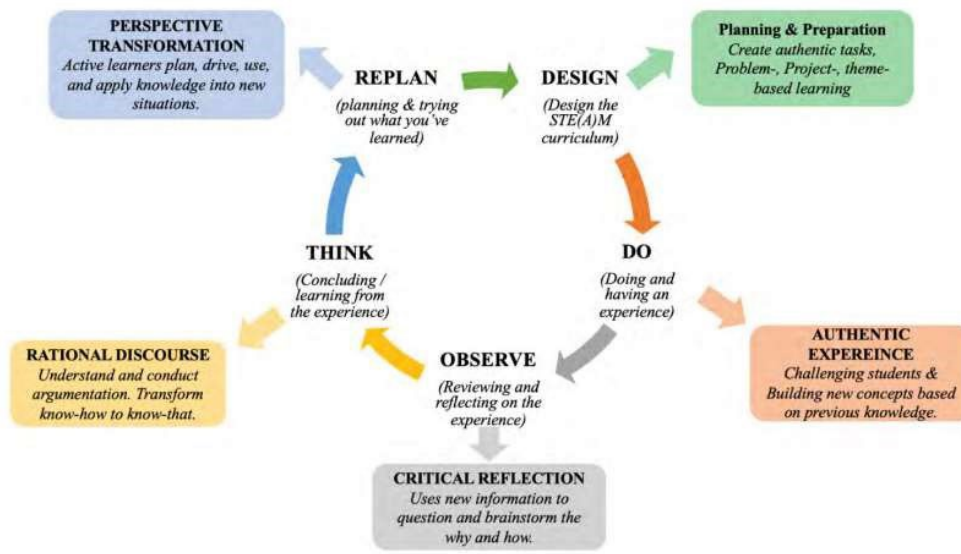 PERSPECTIVE
TRANSFORMATION
Active learners plan, drive, use,
and apply knowledge into new
situations.
REPLAN
(planning & trying
out what you've
learned)
DESIGN
(Design the
STE(A)M
curriculum)
Planning & Preparation
Create authentic tasks,
Problem-, Project-, theme-
based learning
THINK
(Concluding /
learning from
the experience)
DO
(Doing and
having an
experience)
RATIONAL DISCOURSE
Understand and conduct
argumentation. Transform
know-how to know-that.
OBSERVE
(Reviewing and
reflecting on the
experience)
AUTHENTIC
EXPEREINCE
Challenging students &
Building new concepts based
on previous knowledge.
CRITICAL REFLECTION
Uses new information to
question and brainstorm the
why and how.